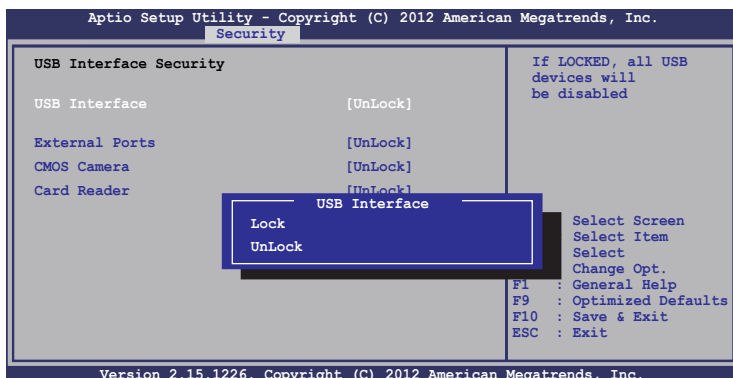 Aptio Setup Utility - Copyright (C) 2012 American Megatrends, Inc.
Security
USB Interface Security
USB Interface [UnLock]
External Ports [UnLock]
CMOS Camera [UnLock]
Card Reader [UnLock]
USB Interface
Lock
UnLock
If LOCKED, all USB
devices will
be disabled
Select Screen
Select Item
Select
Change Opt.
F1 : General Help
F9 : Optimized Defaults
F10 : Save & Exit
ESC : Exit
Version 2.15.1226. Copyright (C) 2012 American Megatrends, Inc.